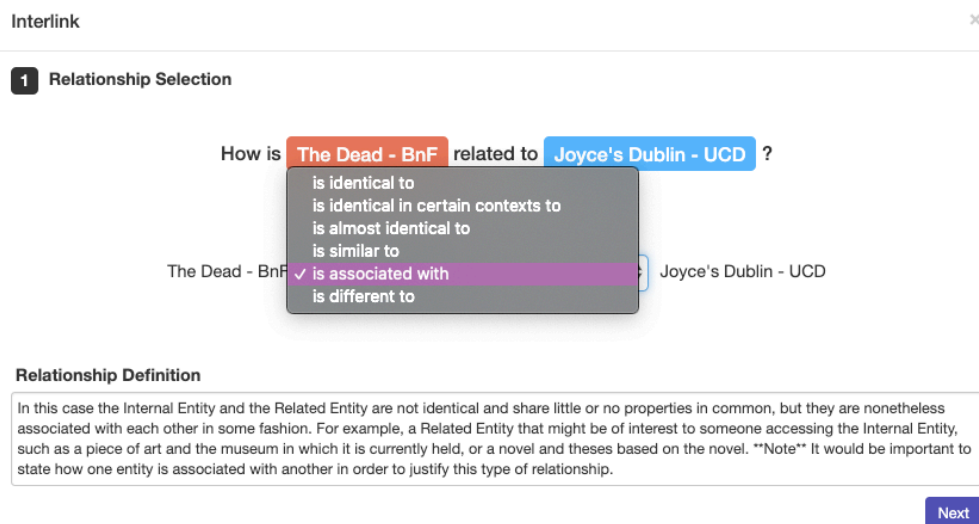 Interlink
×
1 Relationship Selection
How is The Dead - BnF related to Joyce's Dublin - UCD ?
is identical to
is identical in certain contexts to
is almost identical to
is similar to
The Dead - BnF ✓ is associated with Joyce's Dublin - UCD
is different to
Relationship Definition
In this case the Internal Entity and the Related Entity are not identical and share little or no properties in common, but they are nonetheless
associated with each other in some fashion. For example, a Related Entity that might be of interest to someone accessing the Internal Entity,
such as a piece of art and the museum in which it is currently held, or a novel and theses based on the novel. **Note** It would be important to
state how one entity is associated with another in order to justify this type of relationship.
Next